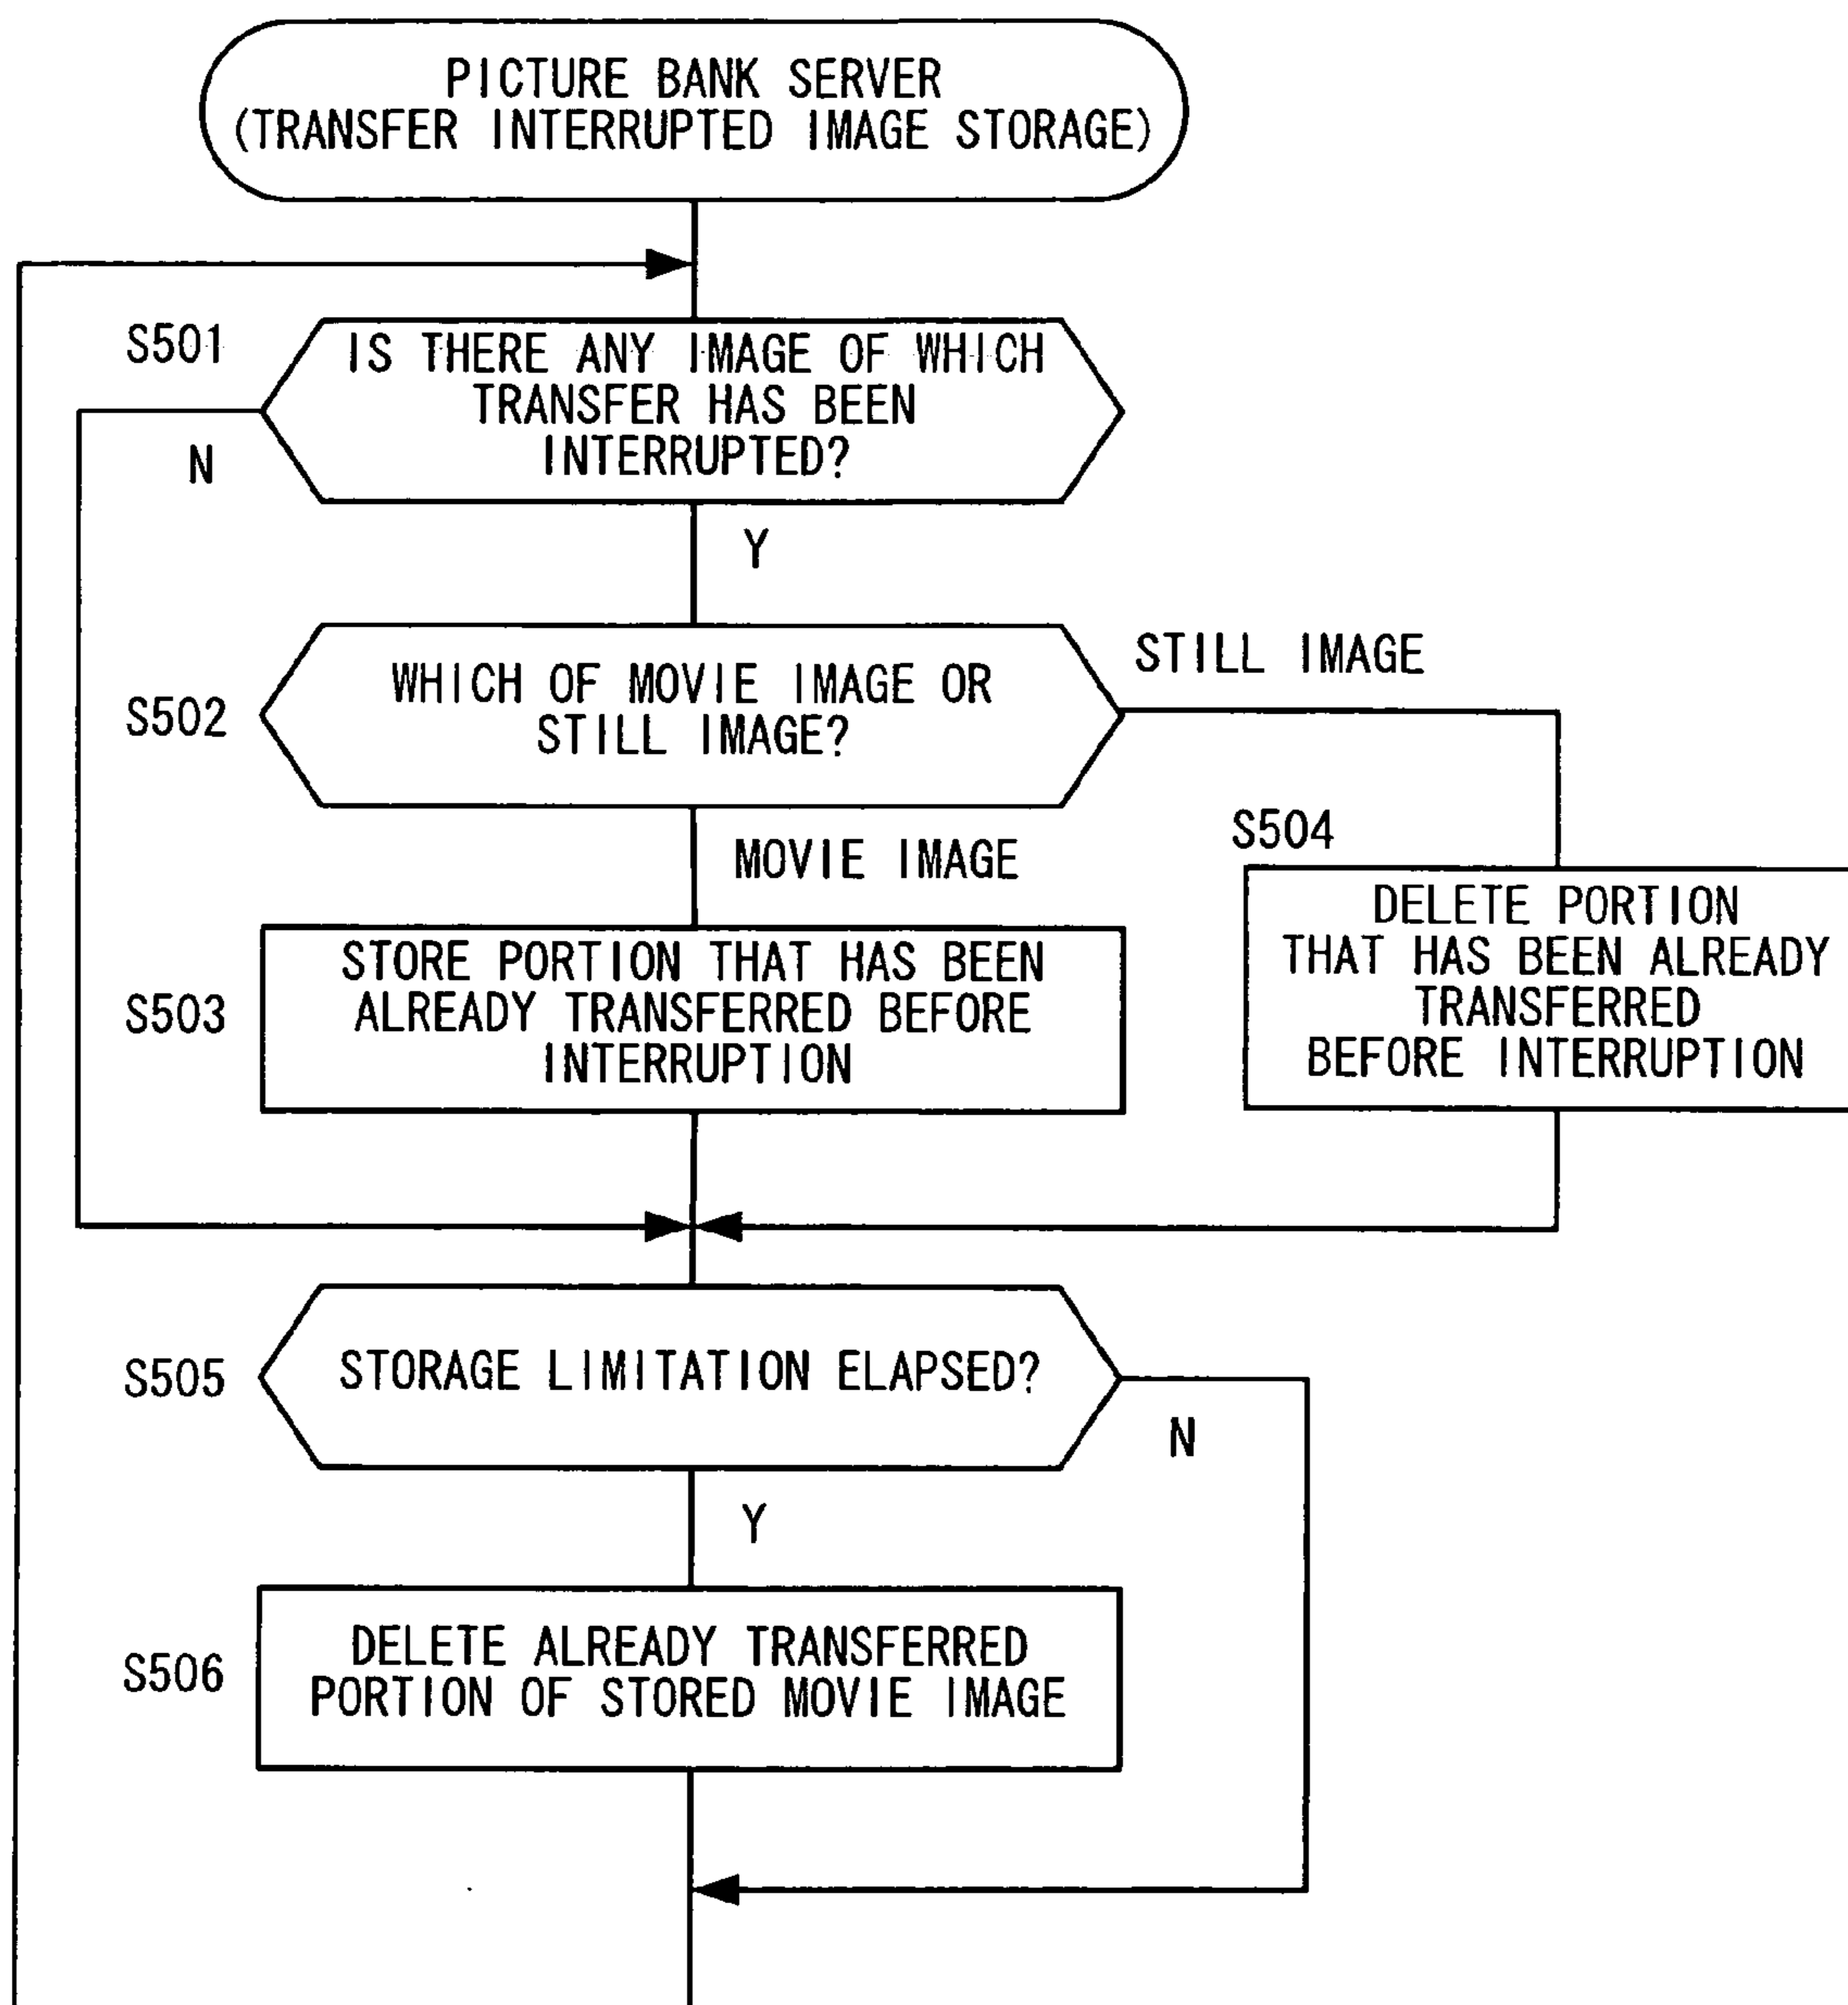 PICTURE BANK SERVER
(TRANSFER INTERRUPTED IMAGE STORAGE)
S501
IS THERE ANY IMAGE OF WHICH
TRANSFER HAS BEEN
INTERRUPTED?
N
Y
S502
WHICH OF MOVIE IMAGE OR
STILL IMAGE?
STILL IMAGE
MOVIE IMAGE
S504
DELETE PORTION
THAT HAS BEEN ALREADY
TRANSFERRED
BEFORE INTERRUPTION
S503
STORE PORTION THAT HAS BEEN
ALREADY TRANSFERRED BEFORE
INTERRUPTION
S505
STORAGE LIMITATION ELAPSED?
N
Y
S506
DELETE ALREADY TRANSFERRED
PORTION OF STORED MOVIE IMAGE